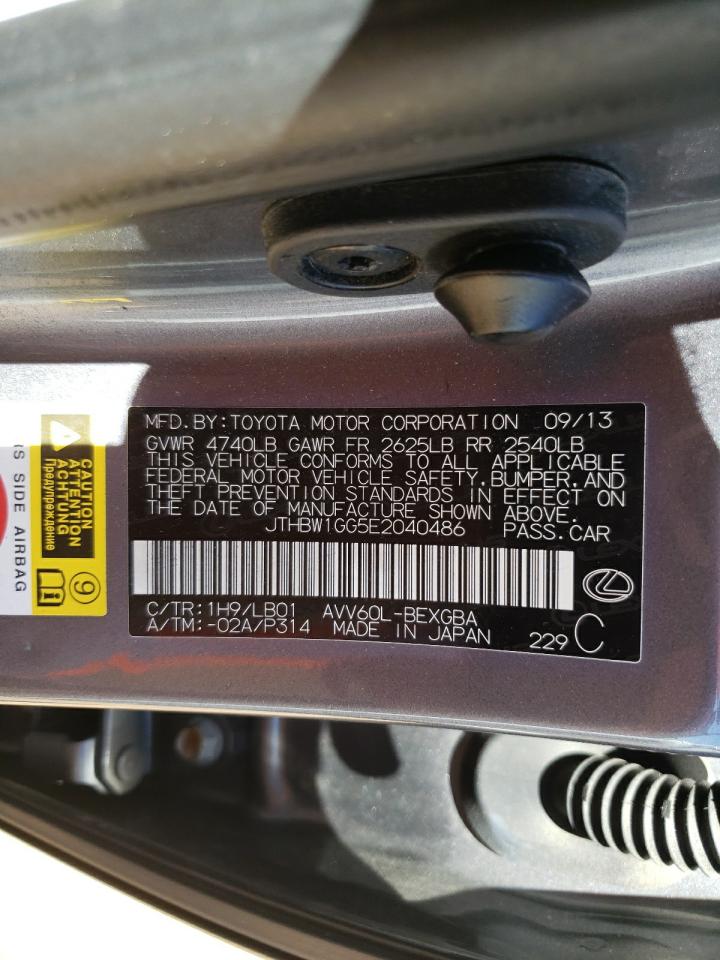 MFD. BY: TOYOTA MOTOR CORPORATION 09/13
GVWR 4740LB GAWR FR 2625LB RR 2540LB
THIS VEHICLE CONFORMS TO ALL APPLICABLE
FEDERAL MOTOR VEHICLE SAFETY, BUMPER, AND
THEFT PREVENTION STANDARDS IN EFFECT ON
THE DATE OF MANUFACTURE SHOWN ABOVE.
JTHBW1GG5E2040486 PASS.CAR
C/TR: 1H9/LB01 AVV60L-BEXGBA
A/TM: -02A/P314 MADE IN JAPAN
229 C
CAUTION
ATTENTION
ACHTUNG
Предупреждение
9
SIDE AIRBAG